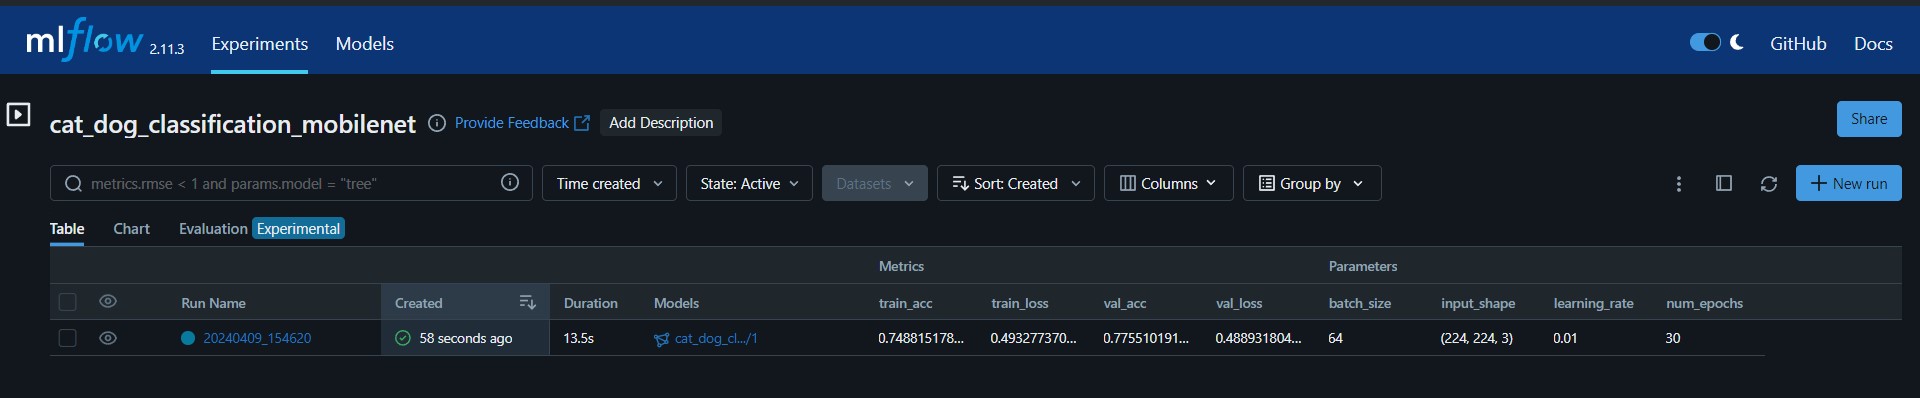 mlflow 2.11.3 Experiments Models GitHub Docs
cat_dog_classification_mobilenet Provide Feedback Add Description Share
metrics.rmse < 1 and params.model = "tree" Time created State: Active Datasets Sort: Created Columns Group by New run
Table Chart Evaluation Experimental
Metrics Parameters
Run Name Created Duration Models train_acc train_loss val_acc val_loss batch_size input_shape learning_rate num_epochs
20240409_154620 58 seconds ago 13.5s cat_dog_cl.../1 0.748815178... 0.493277370... 0.775510191... 0.488931804... 64 (224, 224, 3) 0.01 30